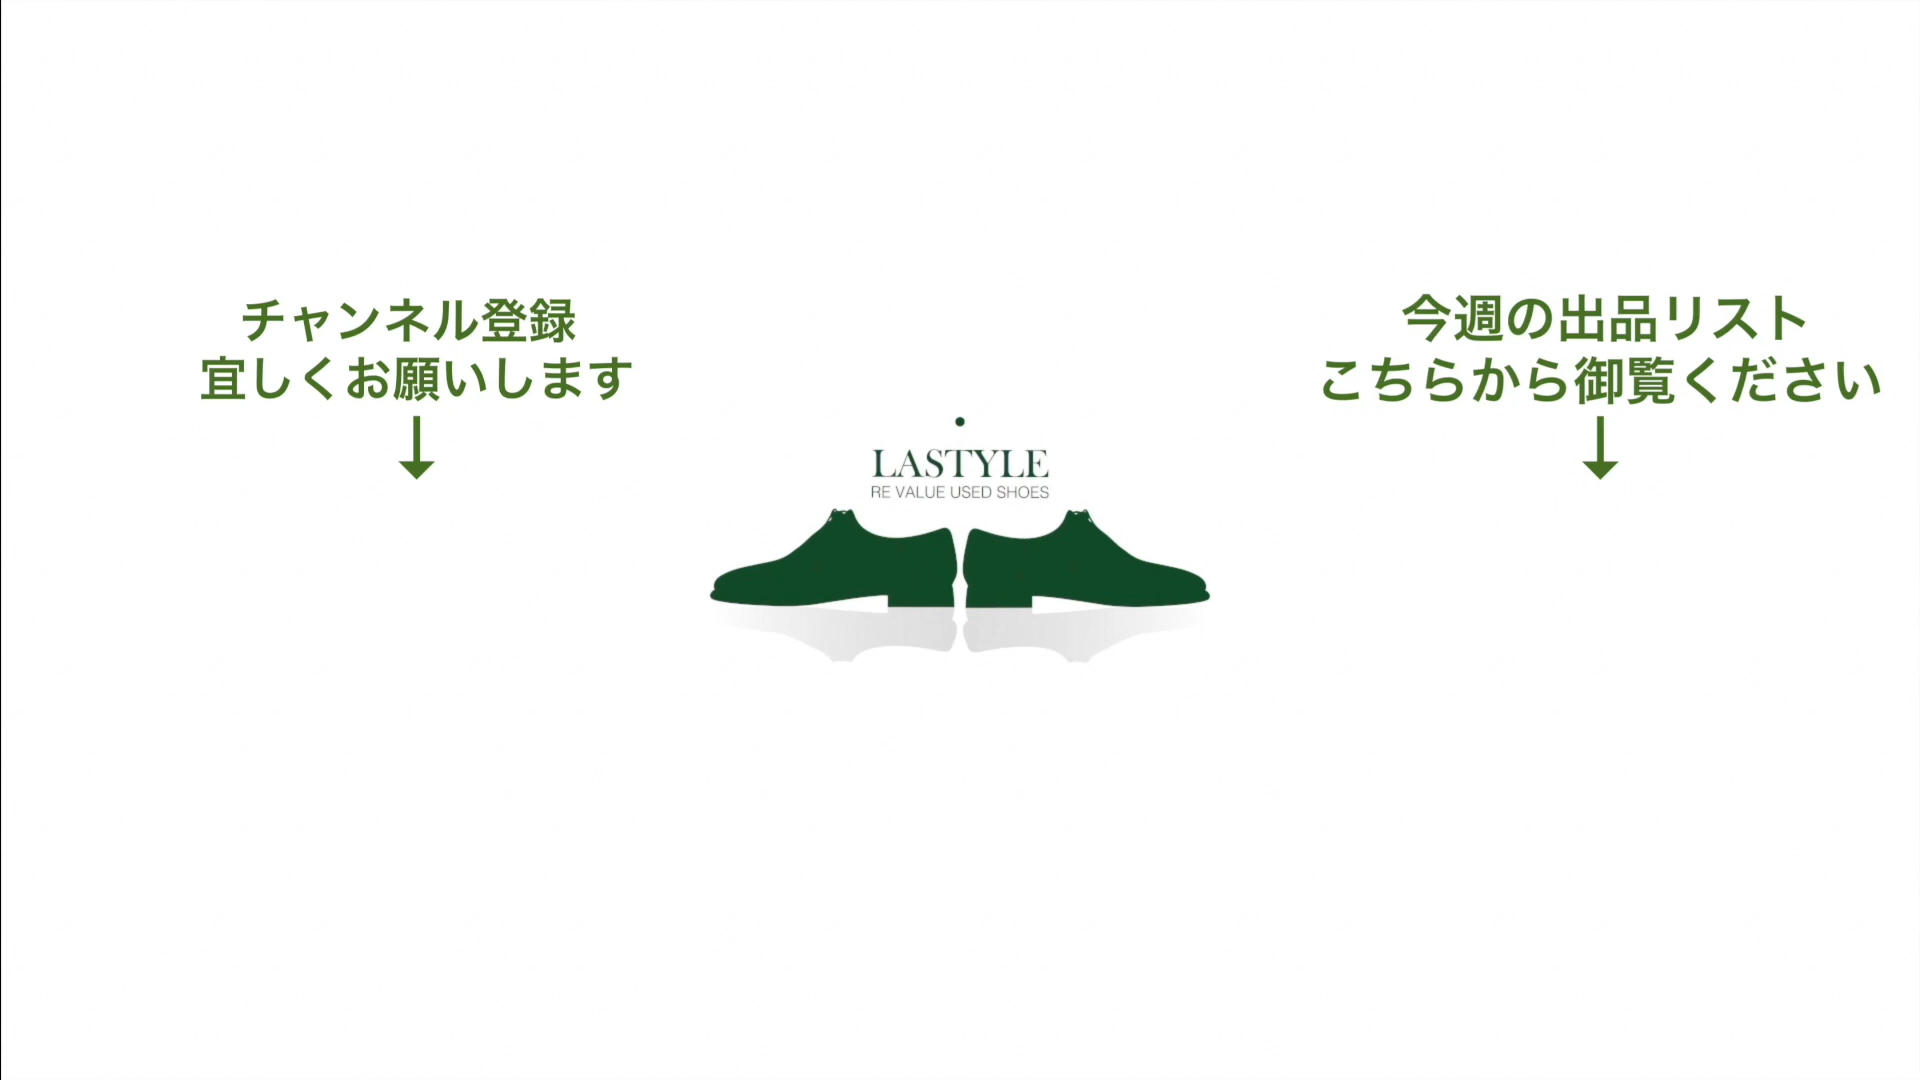 チャンネル登録
宜しくお願いします
↓
今週の出品リスト
こちらから御覧ください
↓
LASTYLE
RE VALUE USED SHOES